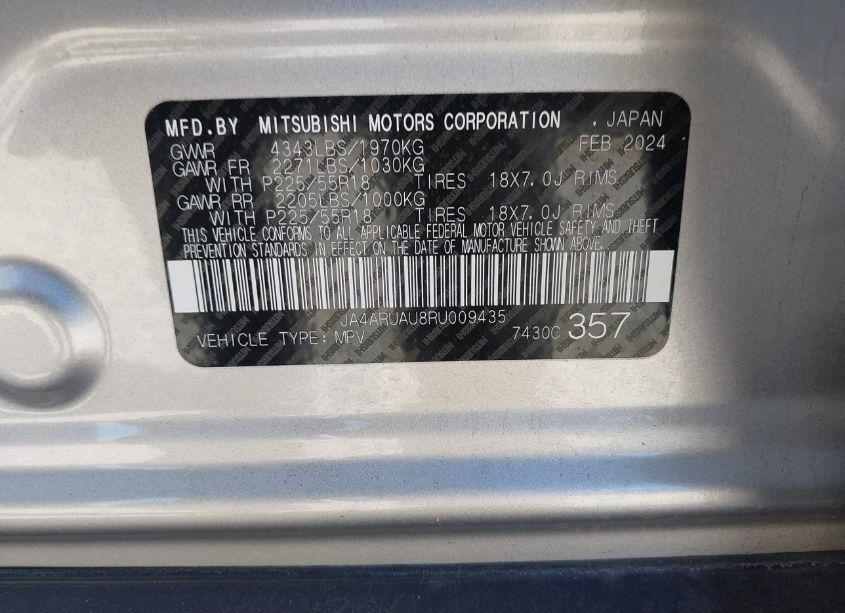 MFD.BY MITSUBISHI MOTORS CORPORATION , JAPAN
GVWR 4343LBS/1970KG FEB 2024
GAWR FR 2271LBS/1030KG
WITH P225/55R18 TIRES 18X7.0J RIMS
GAWR RR 2205LBS/1000KG
WITH P225/55R18 TIRES 18X7.0J RIMS
THIS VEHICLE CONFORMS TO ALL APPLICABLE FEDERAL MOTOR VEHICLE SAFETY AND THEFT
PREVENTION STANDARDS IN EFFECT ON THE DATE OF MANUFACTURE SHOWN ABOVE.
JA4ARUAU8RU009435
VEHICLE TYPE: MPV 7430C 357